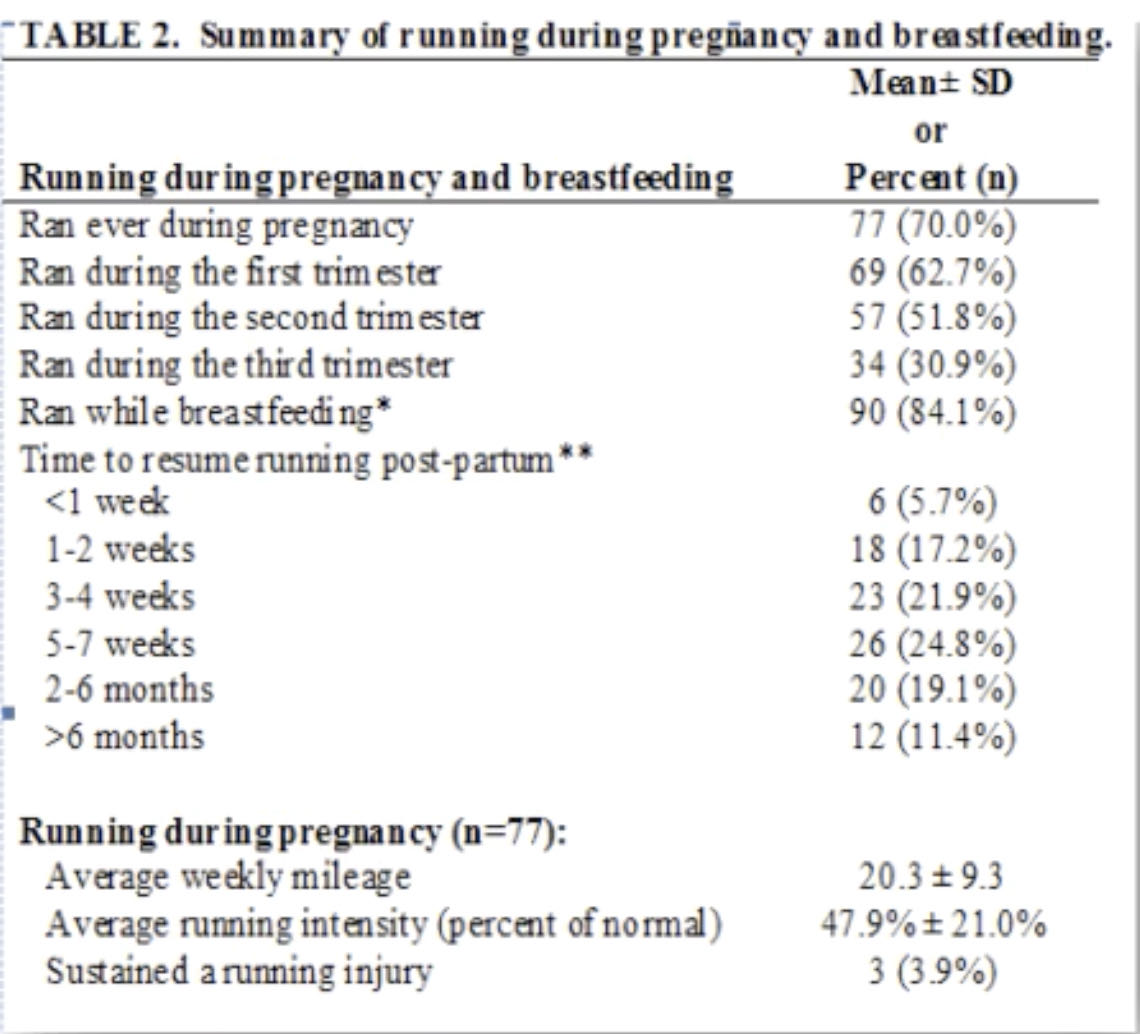 TABLE 2. Summary of running during pregnancy and breastfeeding.
Mean± SD
or
Running during pregnancy and breastfeeding Percent (n)
Ran ever during pregnancy 77 (70.0%)
Ran during the first trimester 69 (62.7%)
Ran during the second trimester 57 (51.8%)
Ran during the third trimester 34 (30.9%)
Ran while breastfeeding* 90 (84.1%)
Time to resume running post-partum**
<1 week 6 (5.7%)
1-2 weeks 18 (17.2%)
3-4 weeks 23 (21.9%)
5-7 weeks 26 (24.8%)
2-6 months 20 (19.1%)
>6 months 12 (11.4%)
Running during pregnancy (n=77):
Average weekly mileage 20.3 ± 9.3
Average running intensity (percent of normal) 47.9% ± 21.0%
Sustained a running injury 3 (3.9%)